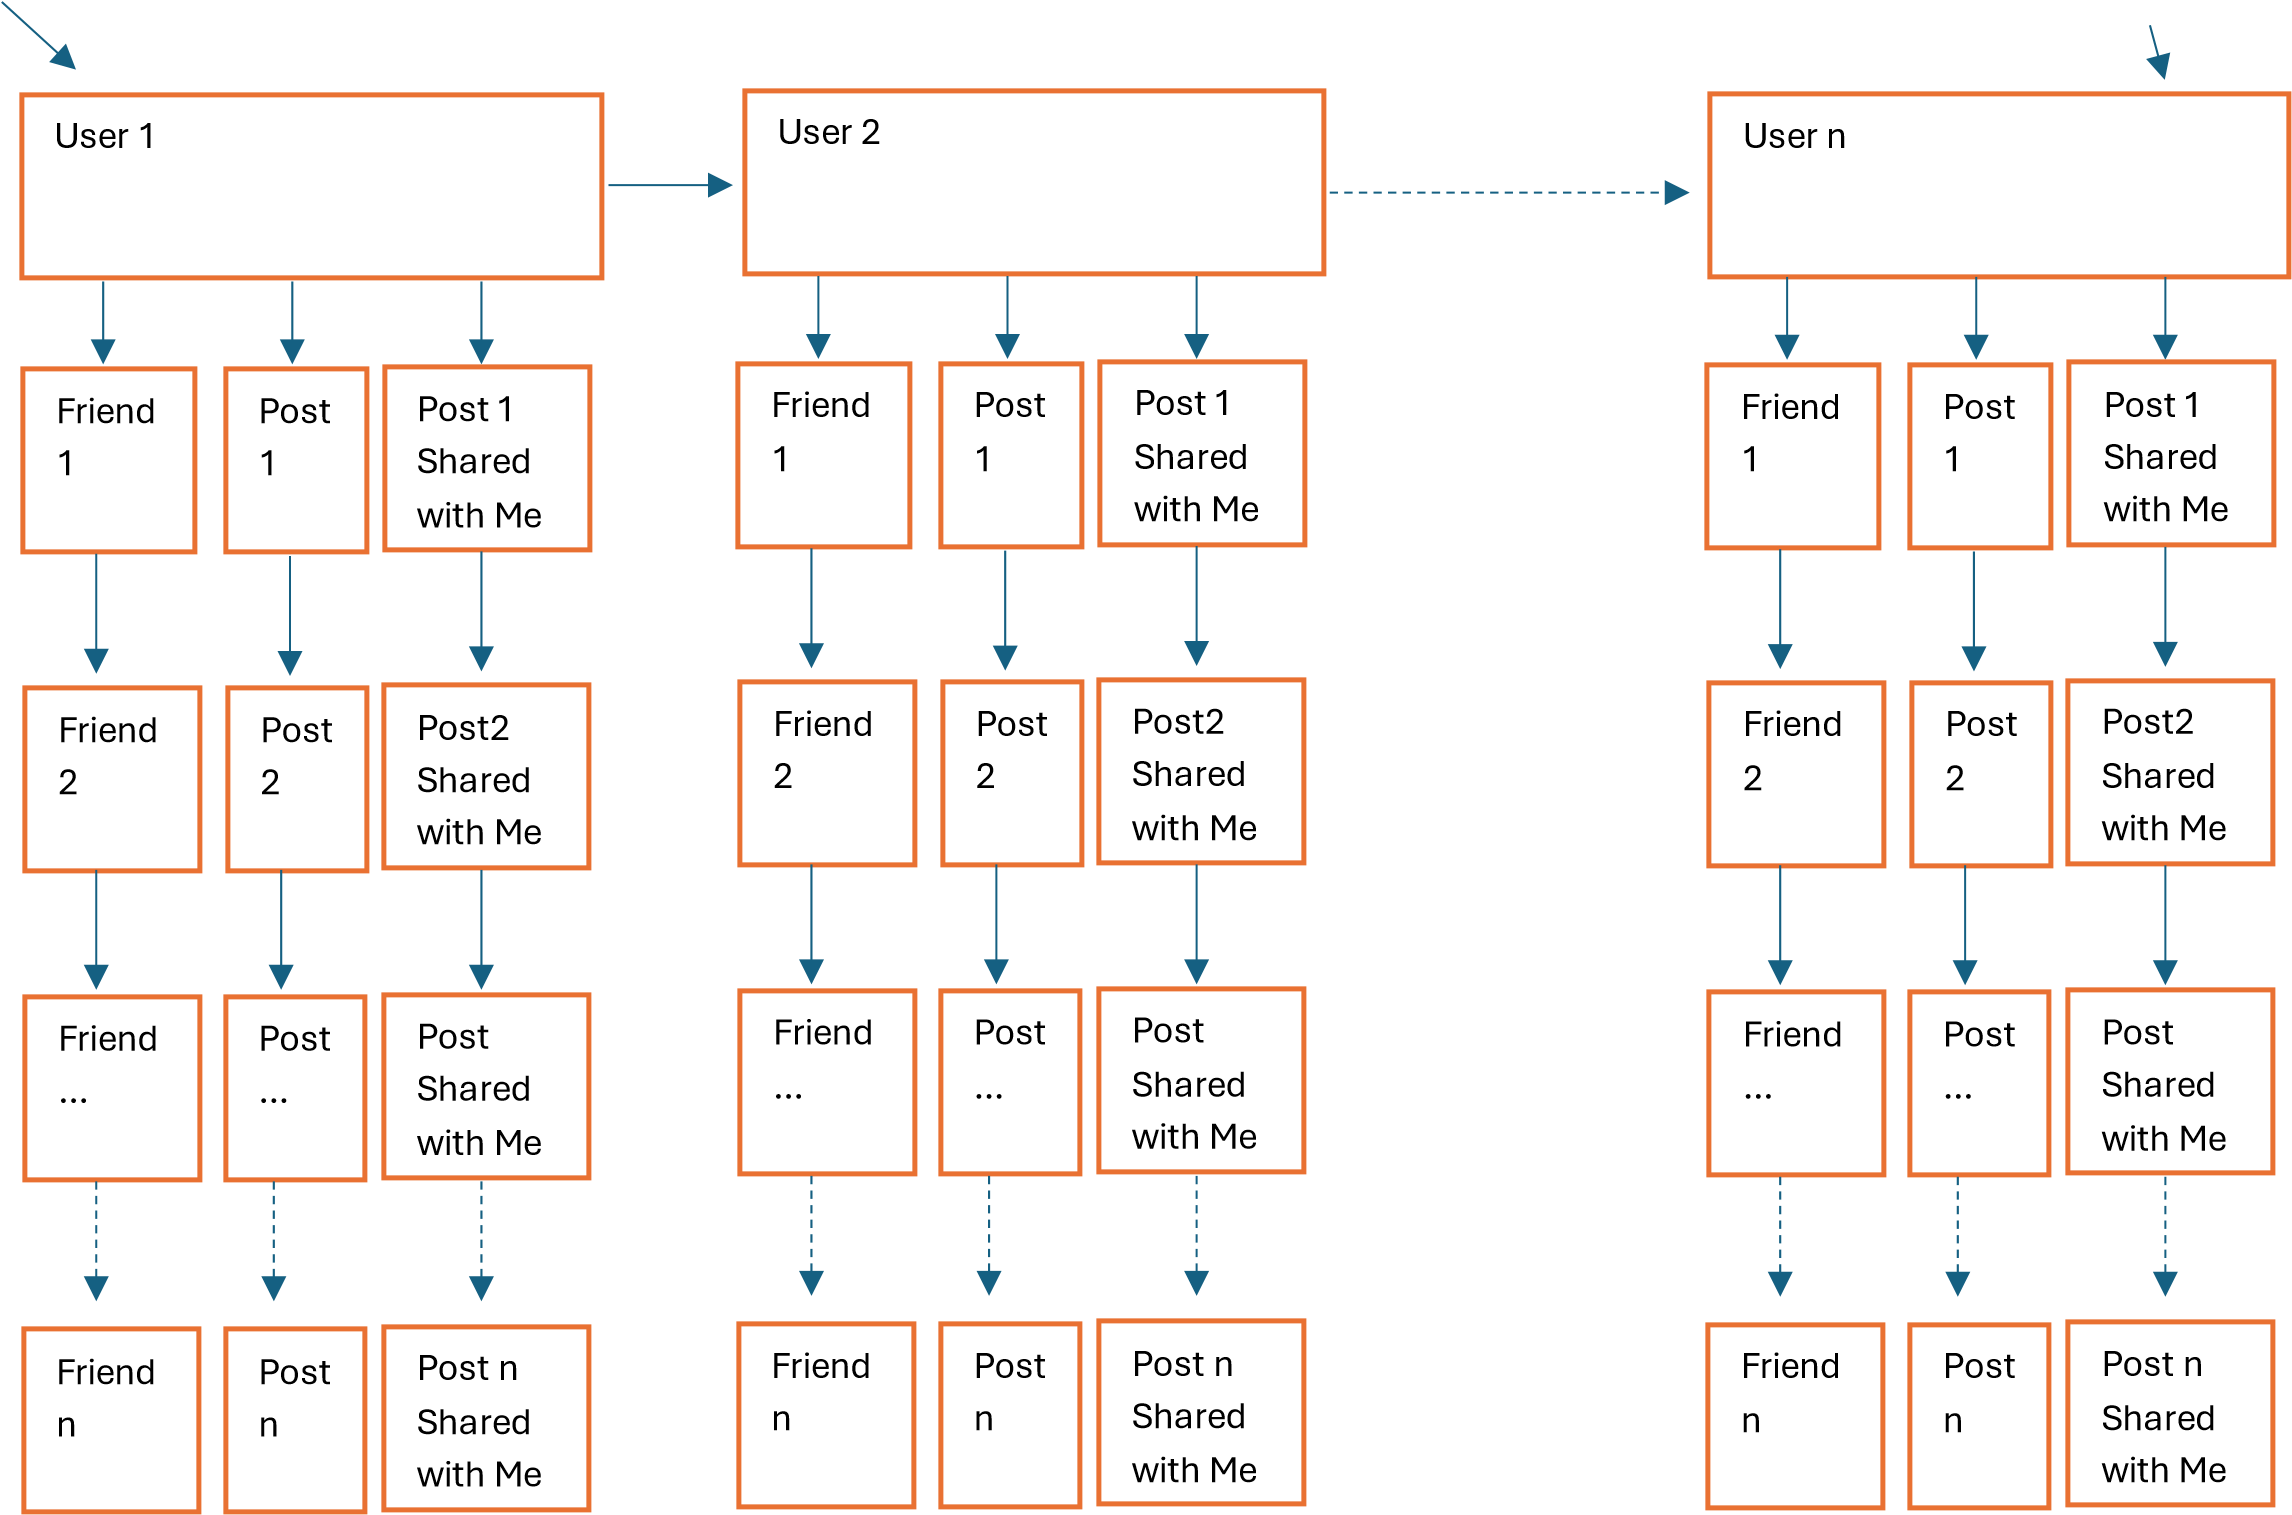 User 1
User 2
User n
Friend
1
Post
1
Post 1
Shared
with Me
Friend
1
Post
1
Post 1
Shared
with Me
Friend
1
Post
1
Post 1
Shared
with Me
Friend
2
Post
2
Post2
Shared
with Me
Friend
2
Post
2
Post2
Shared
with Me
Friend
2
Post
2
Post2
Shared
with Me
Friend
...
Post
...
Post
Shared
with Me
Friend
...
Post
...
Post
Shared
with Me
Friend
...
Post
...
Post
Shared
with Me
Friend
n
Post
n
Post n
Shared
with Me
Friend
n
Post
n
Post n
Shared
with Me
Friend
n
Post
n
Post n
Shared
with Me